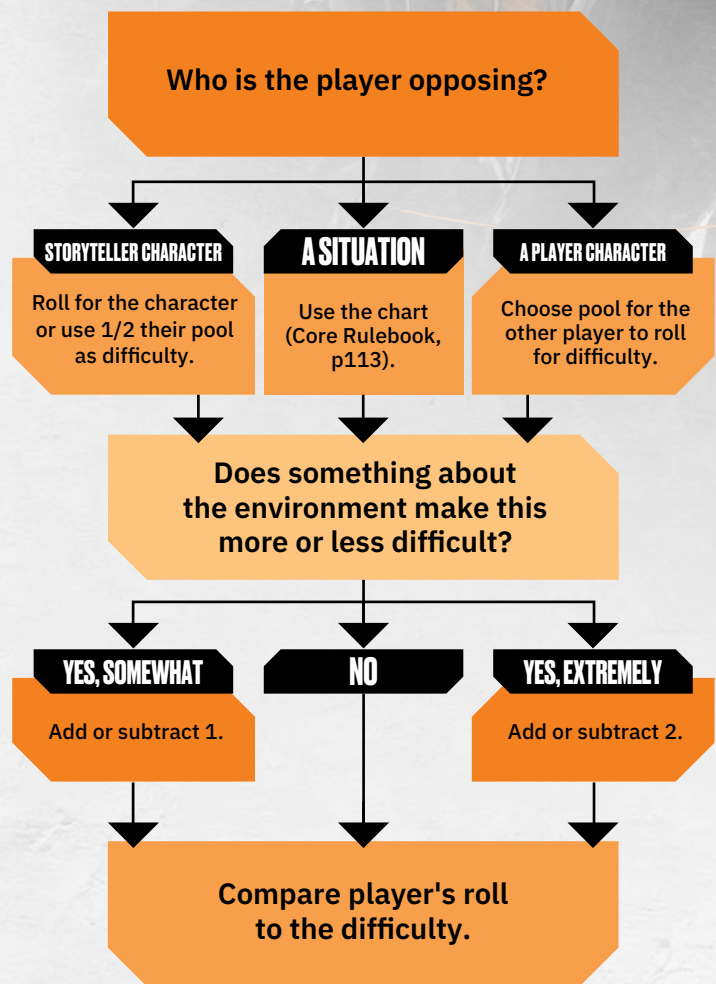 Who is the player opposing?
STORYTELLER CHARACTER
Roll for the character
or use 1/2 their pool
as difficulty.
A SITUATION
Use the chart
(Core Rulebook,
p113).
A PLAYER CHARACTER
Choose pool for the
other player to roll
for difficulty.
Does something about
the environment make this
more or less difficult?
YES, SOMEWHAT
Add or subtract 1.
NO
YES, EXTREMELY
Add or subtract 2.
Compare player's roll
to the difficulty.